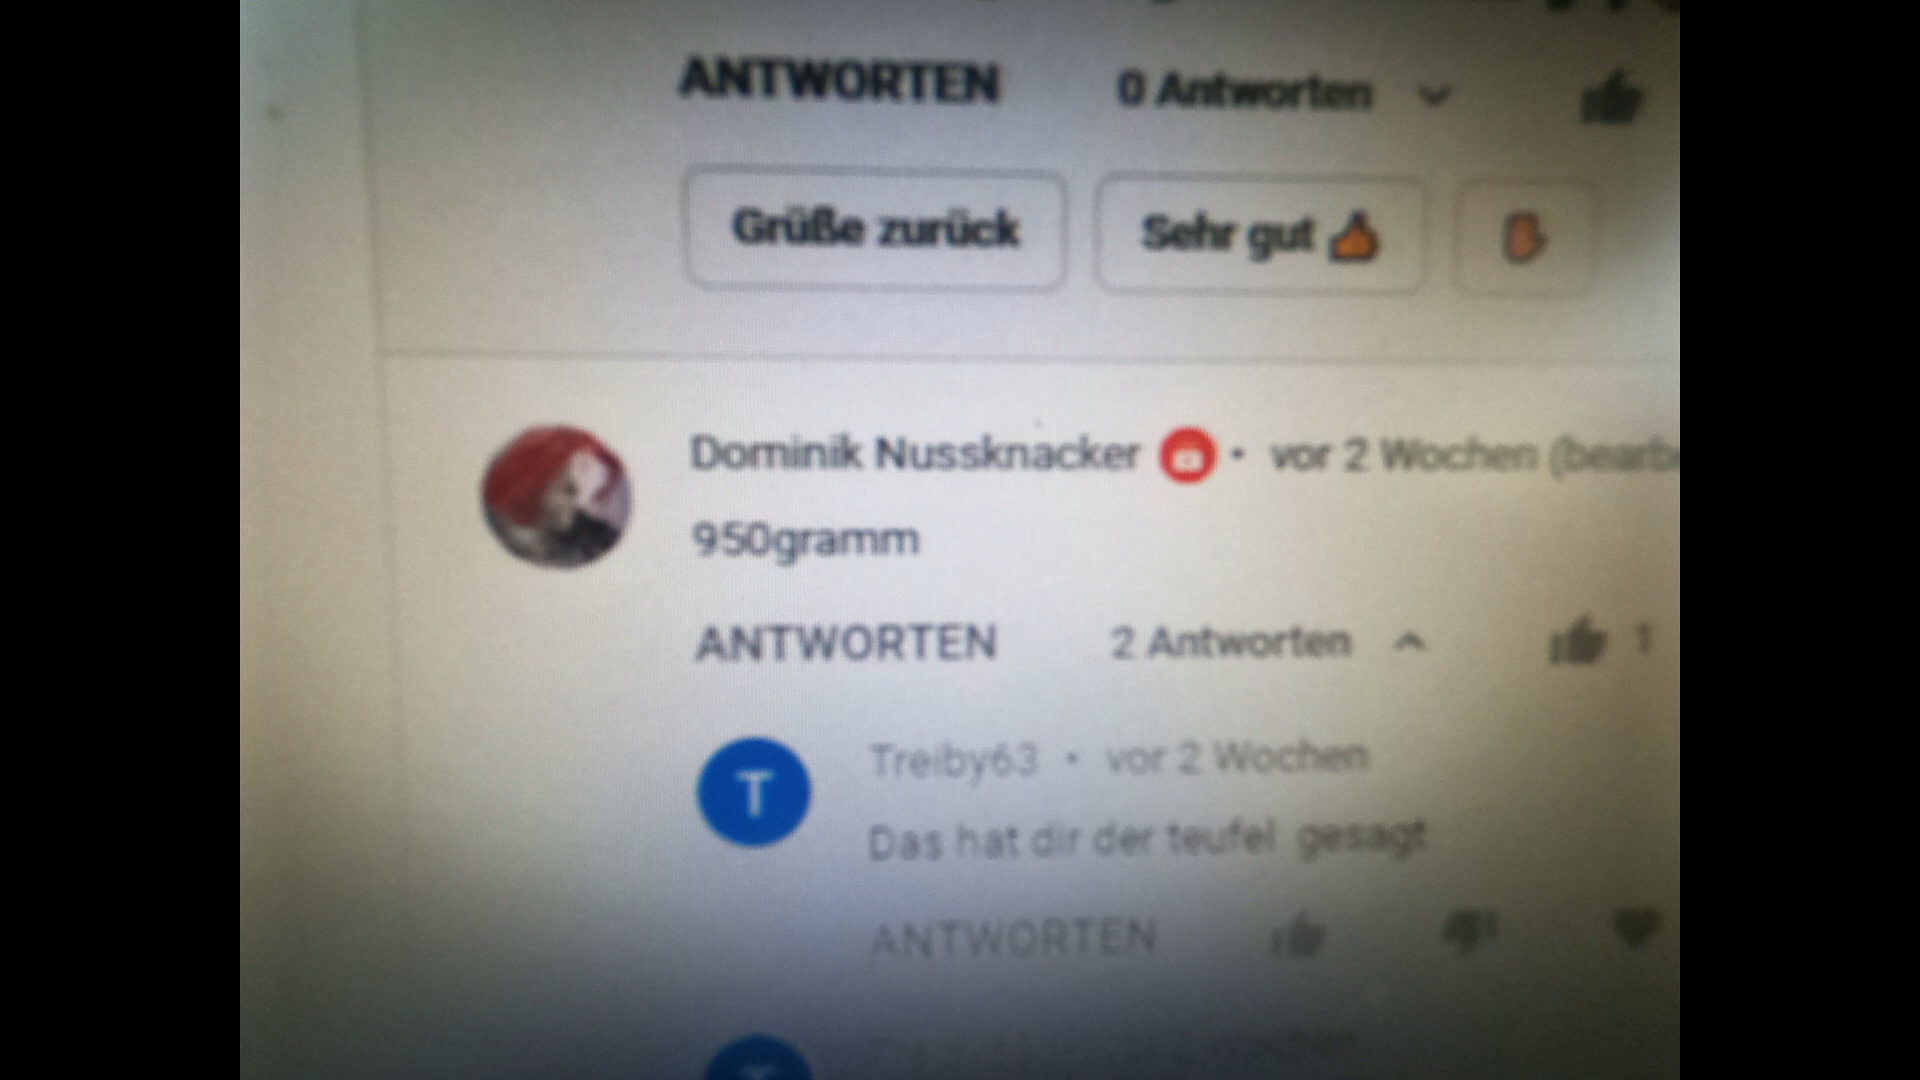 ANTWORTEN 0 Antworten
Grüße zurück Sehr gut
Dominik Nussknacker • vor 2 Wochen
950gramm
ANTWORTEN 2 Antworten 1
T Treiby63 • vor 2 Wochen
Das hat dir der teufel gesagt
ANTWORTEN